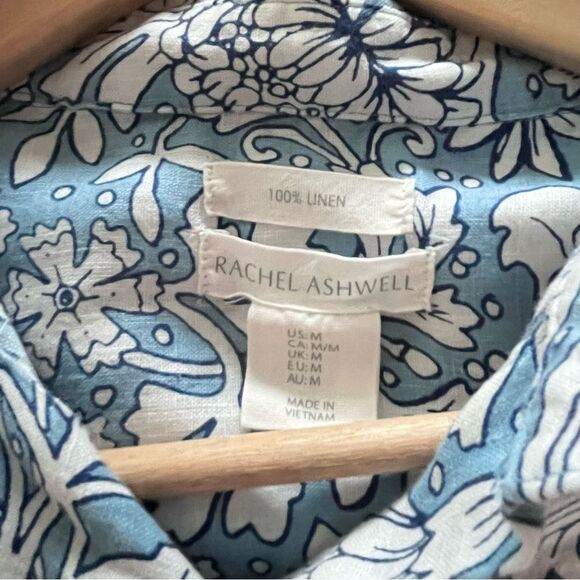 100% LINEN
RACHEL ASHWELL
US: M
CA: M/M
UK: M
EU: M
AU: M
MADE IN
VIETNAM